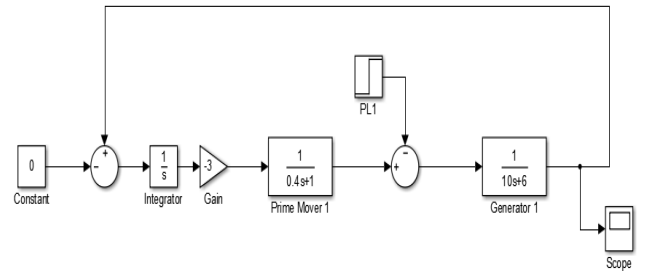 PL1
+
−
0
Constant
−
+
1
s
Integrator
-3
Gain
1
0.4s+1
Prime Mover 1
+
−
1
10s+6
Generator 1
Scope